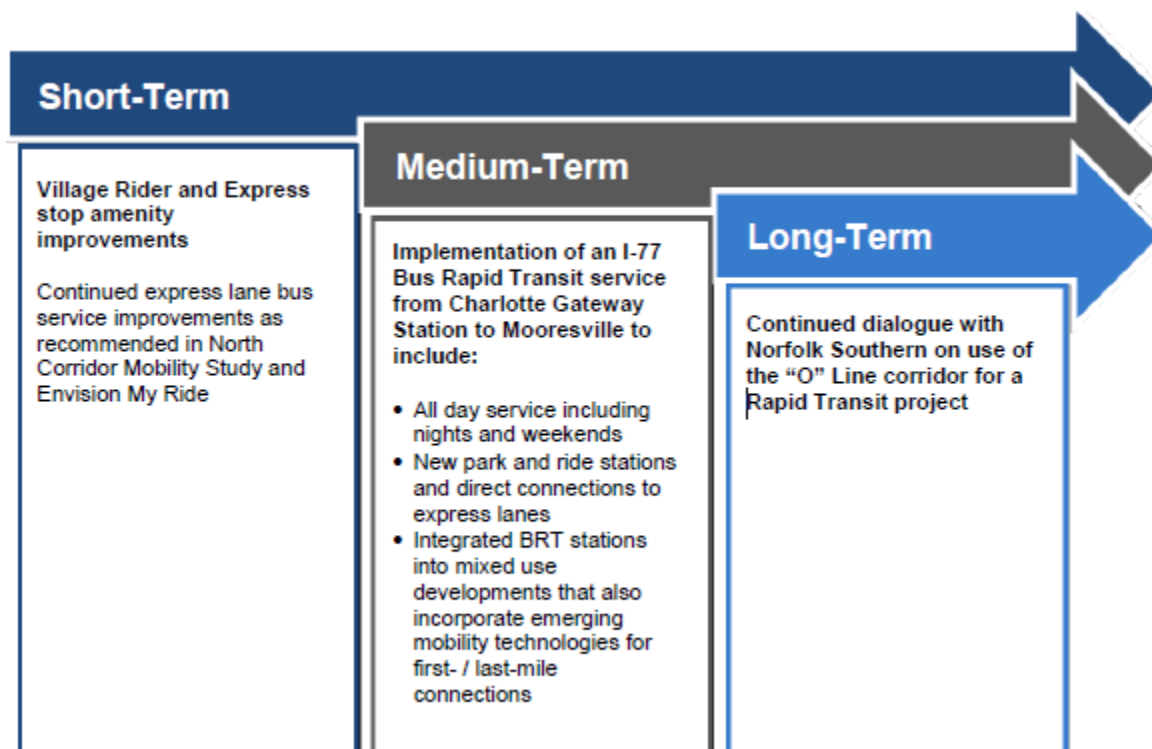 Short-Term
Village Rider and Express
stop amenity
improvements
Continued express lane bus
service improvements as
recommended in North
Corridor Mobility Study and
Envision My Ride
Medium-Term
Implementation of an I-77
Bus Rapid Transit service
from Charlotte Gateway
Station to Mooresville to
include:
• All day service including
nights and weekends
• New park and ride stations
and direct connections to
express lanes
• Integrated BRT stations
into mixed use
developments that also
incorporate emerging
mobility technologies for
first- / last-mile
connections
Long-Term
Continued dialogue with
Norfolk Southern on use of
the “O” Line corridor for a
Rapid Transit project